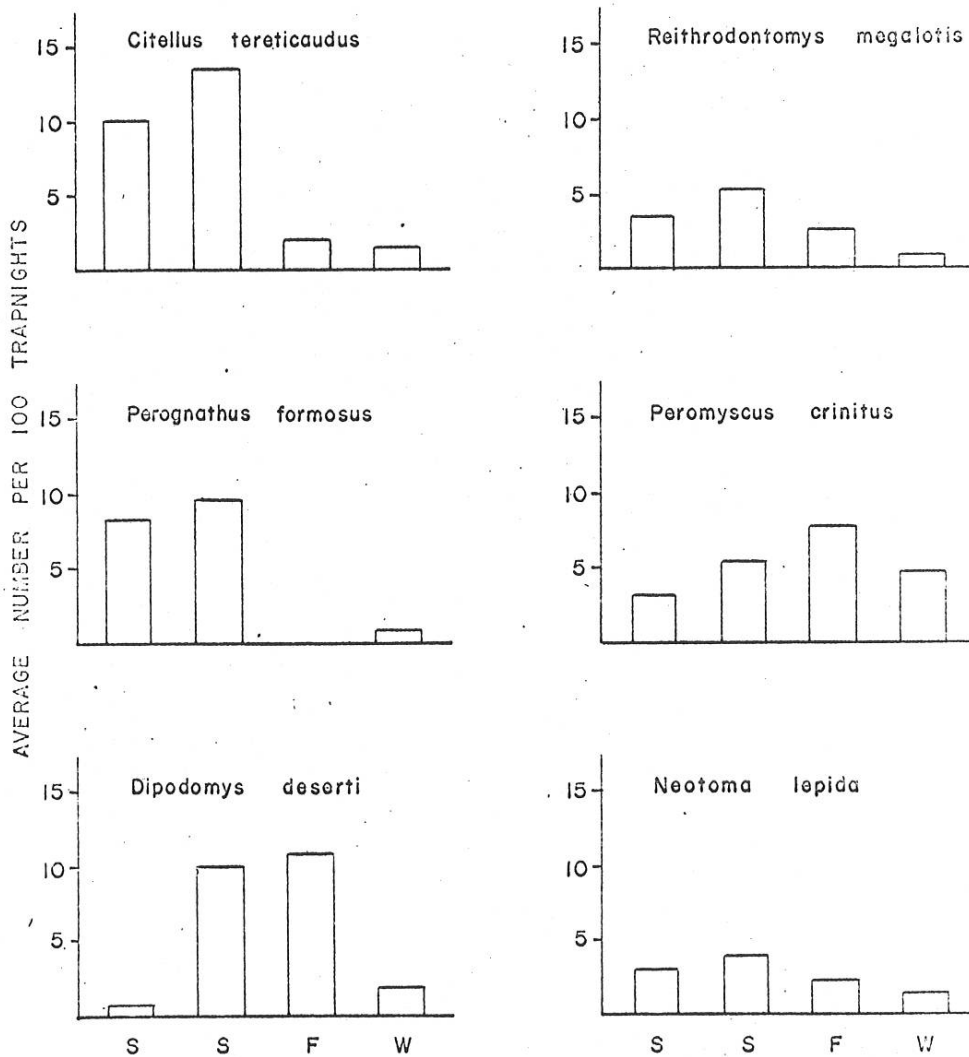 AVERAGE NUMBER PER 100 TRAPNIGHTS
Citellus tereticaudus
15
10
5
Reithrodontomys megalotis
15
10
5
Perognathus formosus
15
10
5
Peromyscus crinitus
15
10
5
Dipodomys deserti
15
10
5
S S F W
Neotoma lepida
15
10
5
S S F W